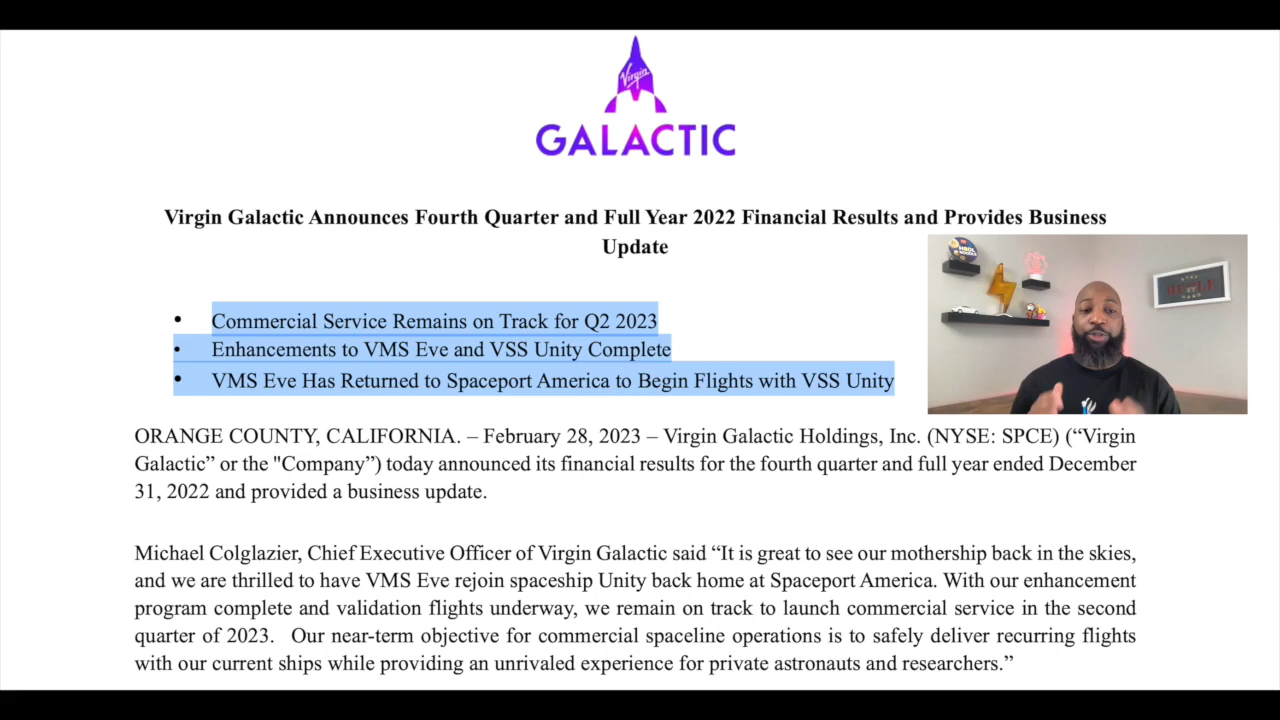 Virgin
GALACTIC
Virgin Galactic Announces Fourth Quarter and Full Year 2022 Financial Results and Provides Business
Update
• Commercial Service Remains on Track for Q2 2023
• Enhancements to VMS Eve and VSS Unity Complete
• VMS Eve Has Returned to Spaceport America to Begin Flights with VSS Unity
ORANGE COUNTY, CALIFORNIA. – February 28, 2023 – Virgin Galactic Holdings, Inc. (NYSE: SPCE) (“Virgin
Galactic” or the "Company”) today announced its financial results for the fourth quarter and full year ended December
31, 2022 and provided a business update.
Michael Colglazier, Chief Executive Officer of Virgin Galactic said “It is great to see our mothership back in the skies,
and we are thrilled to have VMS Eve rejoin spaceship Unity back home at Spaceport America. With our enhancement
program complete and validation flights underway, we remain on track to launch commercial service in the second
quarter of 2023. Our near-term objective for commercial spaceline operations is to safely deliver recurring flights
with our current ships while providing an unrivaled experience for private astronauts and researchers.”